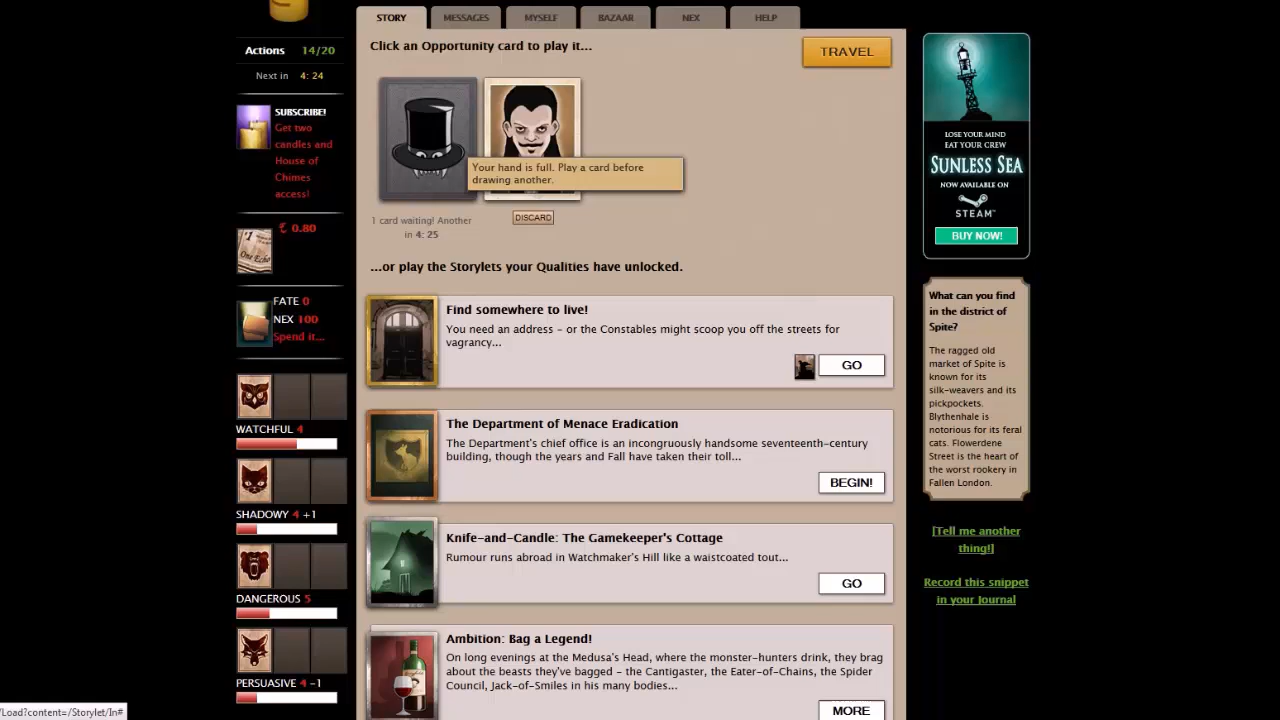 STORY
MESSAGES
MYSELF
BAZAAR
NEX
HELP
Actions 14/20
Next in 4: 24
SUBSCRIBE!
Get two
candles and
House of
Chimes
access!
#1
One Echo
0.80
FATE 0
NEX 100
Spend it...
WATCHFUL 4
SHADOWY 4 +1
DANGEROUS 5
PERSUASIVE 4 -1
Click an Opportunity card to play it...
TRAVEL
Your hand is full. Play a card before
drawing another.
1 card waiting! Another
in 4: 25
DISCARD
...or play the Storylets your Qualities have unlocked.
Find somewhere to live!
You need an address - or the Constables might scoop you off the streets for
vagrancy...
GO
The Department of Menace Eradication
The Department's chief office is an incongruously handsome seventeenth-century
building, though the years and Fall have taken their toll...
BEGIN!
Knife-and-Candle: The Gamekeeper's Cottage
Rumour runs abroad in Watchmaker's Hill like a waistcoated tout...
GO
Ambition: Bag a Legend!
On long evenings at the Medusa's Head, where the monster-hunters drink, they brag
about the beasts they've bagged - the Cantigaster, the Eater-of-Chains, the Spider
Council, Jack-of-Smiles in his many bodies...
MORE
LOSE YOUR MIND
EAT YOUR CREW
SUNLESS SEA
NOW AVAILABLE ON
STEAM™
BUY NOW!
What can you find
in the district of
Spite?
The ragged old
market of Spite is
known for its
silk-weavers and its
pickpockets.
Blythenhale is
notorious for its feral
cats. Flowerdene
Street is the heart of
the worst rookery in
Fallen London.
[Tell me another
thing!]
Record this snippet
in your Journal
/Load?content=/Storylet/In#